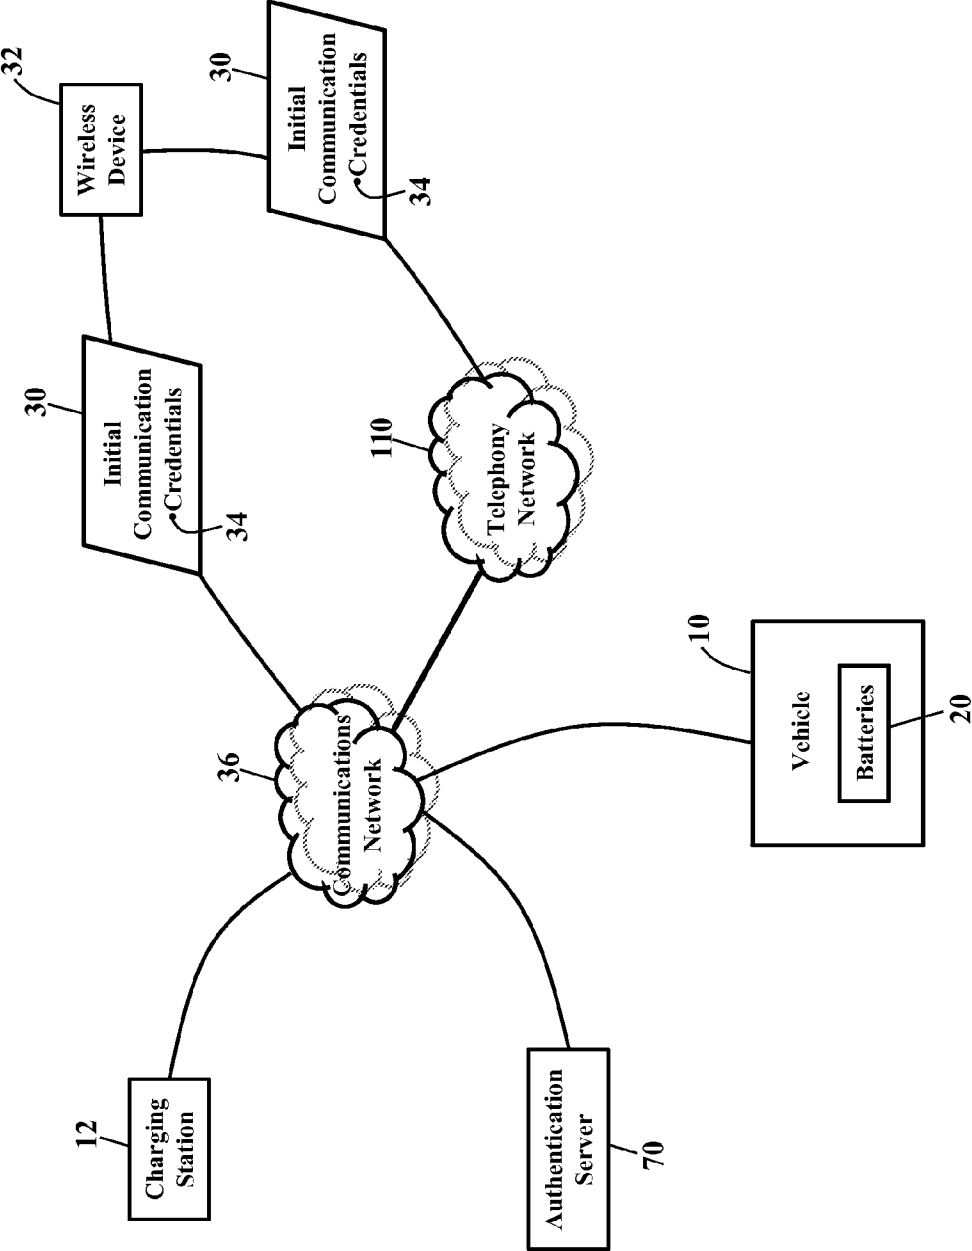 12
Charging
Station
36
Communications
Network
30
Initial
Communication
•Credentials
34
32
Wireless
Device
30
Initial
Communication
•Credentials
34
110
Telephony
Network
70
Authentication
Server
10
Vehicle
Batteries
20